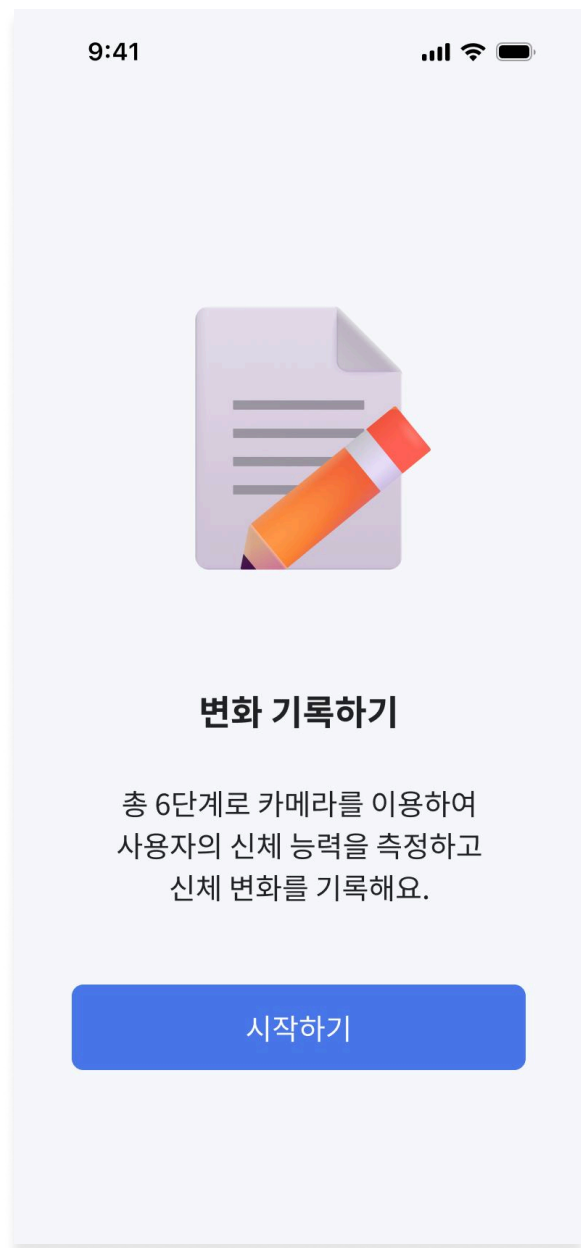 9:41
변화 기록하기
총 6단계로 카메라를 이용하여
사용자의 신체 능력을 측정하고
신체 변화를 기록해요.
시작하기